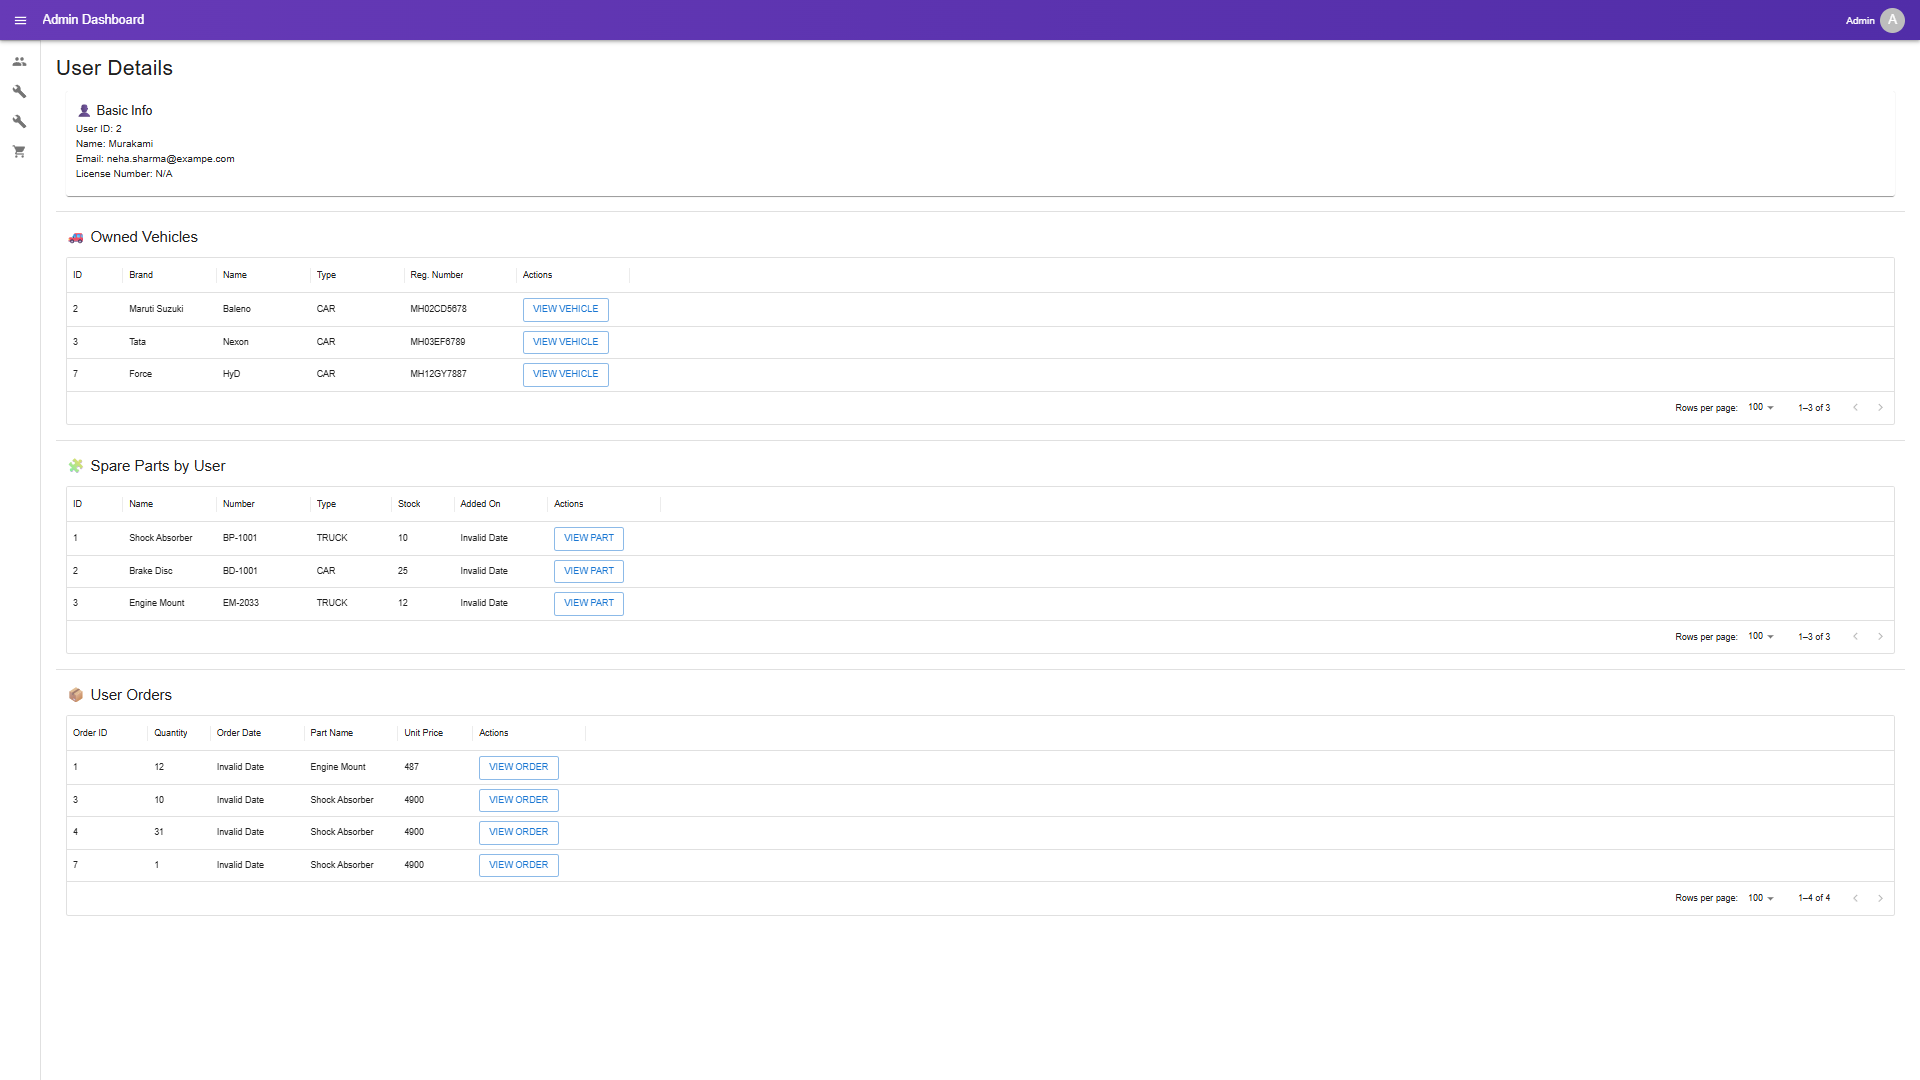 Admin Dashboard
Admin A
User Details
Basic Info
User ID: 2
Name: Murakami
Email: neha.sharma@exampe.com
License Number: N/A
Owned Vehicles
ID Brand Name Type Reg. Number Actions
2 Maruti Suzuki Baleno CAR MH02CD5678 VIEW VEHICLE
3 Tata Nexon CAR MH03EF6789 VIEW VEHICLE
7 Force HyD CAR MH12GY7887 VIEW VEHICLE
Rows per page: 100 1–3 of 3
Spare Parts by User
ID Name Number Type Stock Added On Actions
1 Shock Absorber BP-1001 TRUCK 10 Invalid Date VIEW PART
2 Brake Disc BD-1001 CAR 25 Invalid Date VIEW PART
3 Engine Mount EM-2033 TRUCK 12 Invalid Date VIEW PART
Rows per page: 100 1–3 of 3
User Orders
Order ID Quantity Order Date Part Name Unit Price Actions
1 12 Invalid Date Engine Mount 487 VIEW ORDER
3 10 Invalid Date Shock Absorber 4900 VIEW ORDER
4 31 Invalid Date Shock Absorber 4900 VIEW ORDER
7 1 Invalid Date Shock Absorber 4900 VIEW ORDER
Rows per page: 100 1–4 of 4